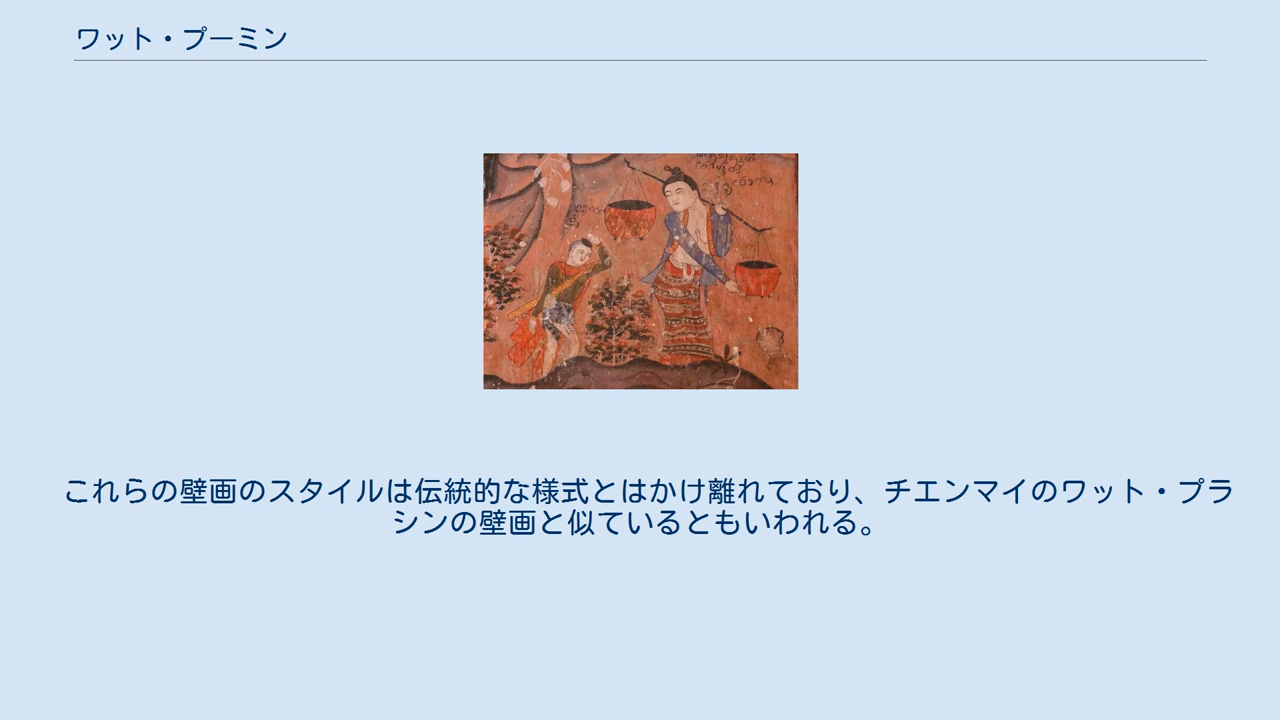 ワット・プーミン
これらの壁画のスタイルは伝統的な様式とはかけ離れており、チエンマイのワット・プラ
シンの壁画と似ているともいわれる。